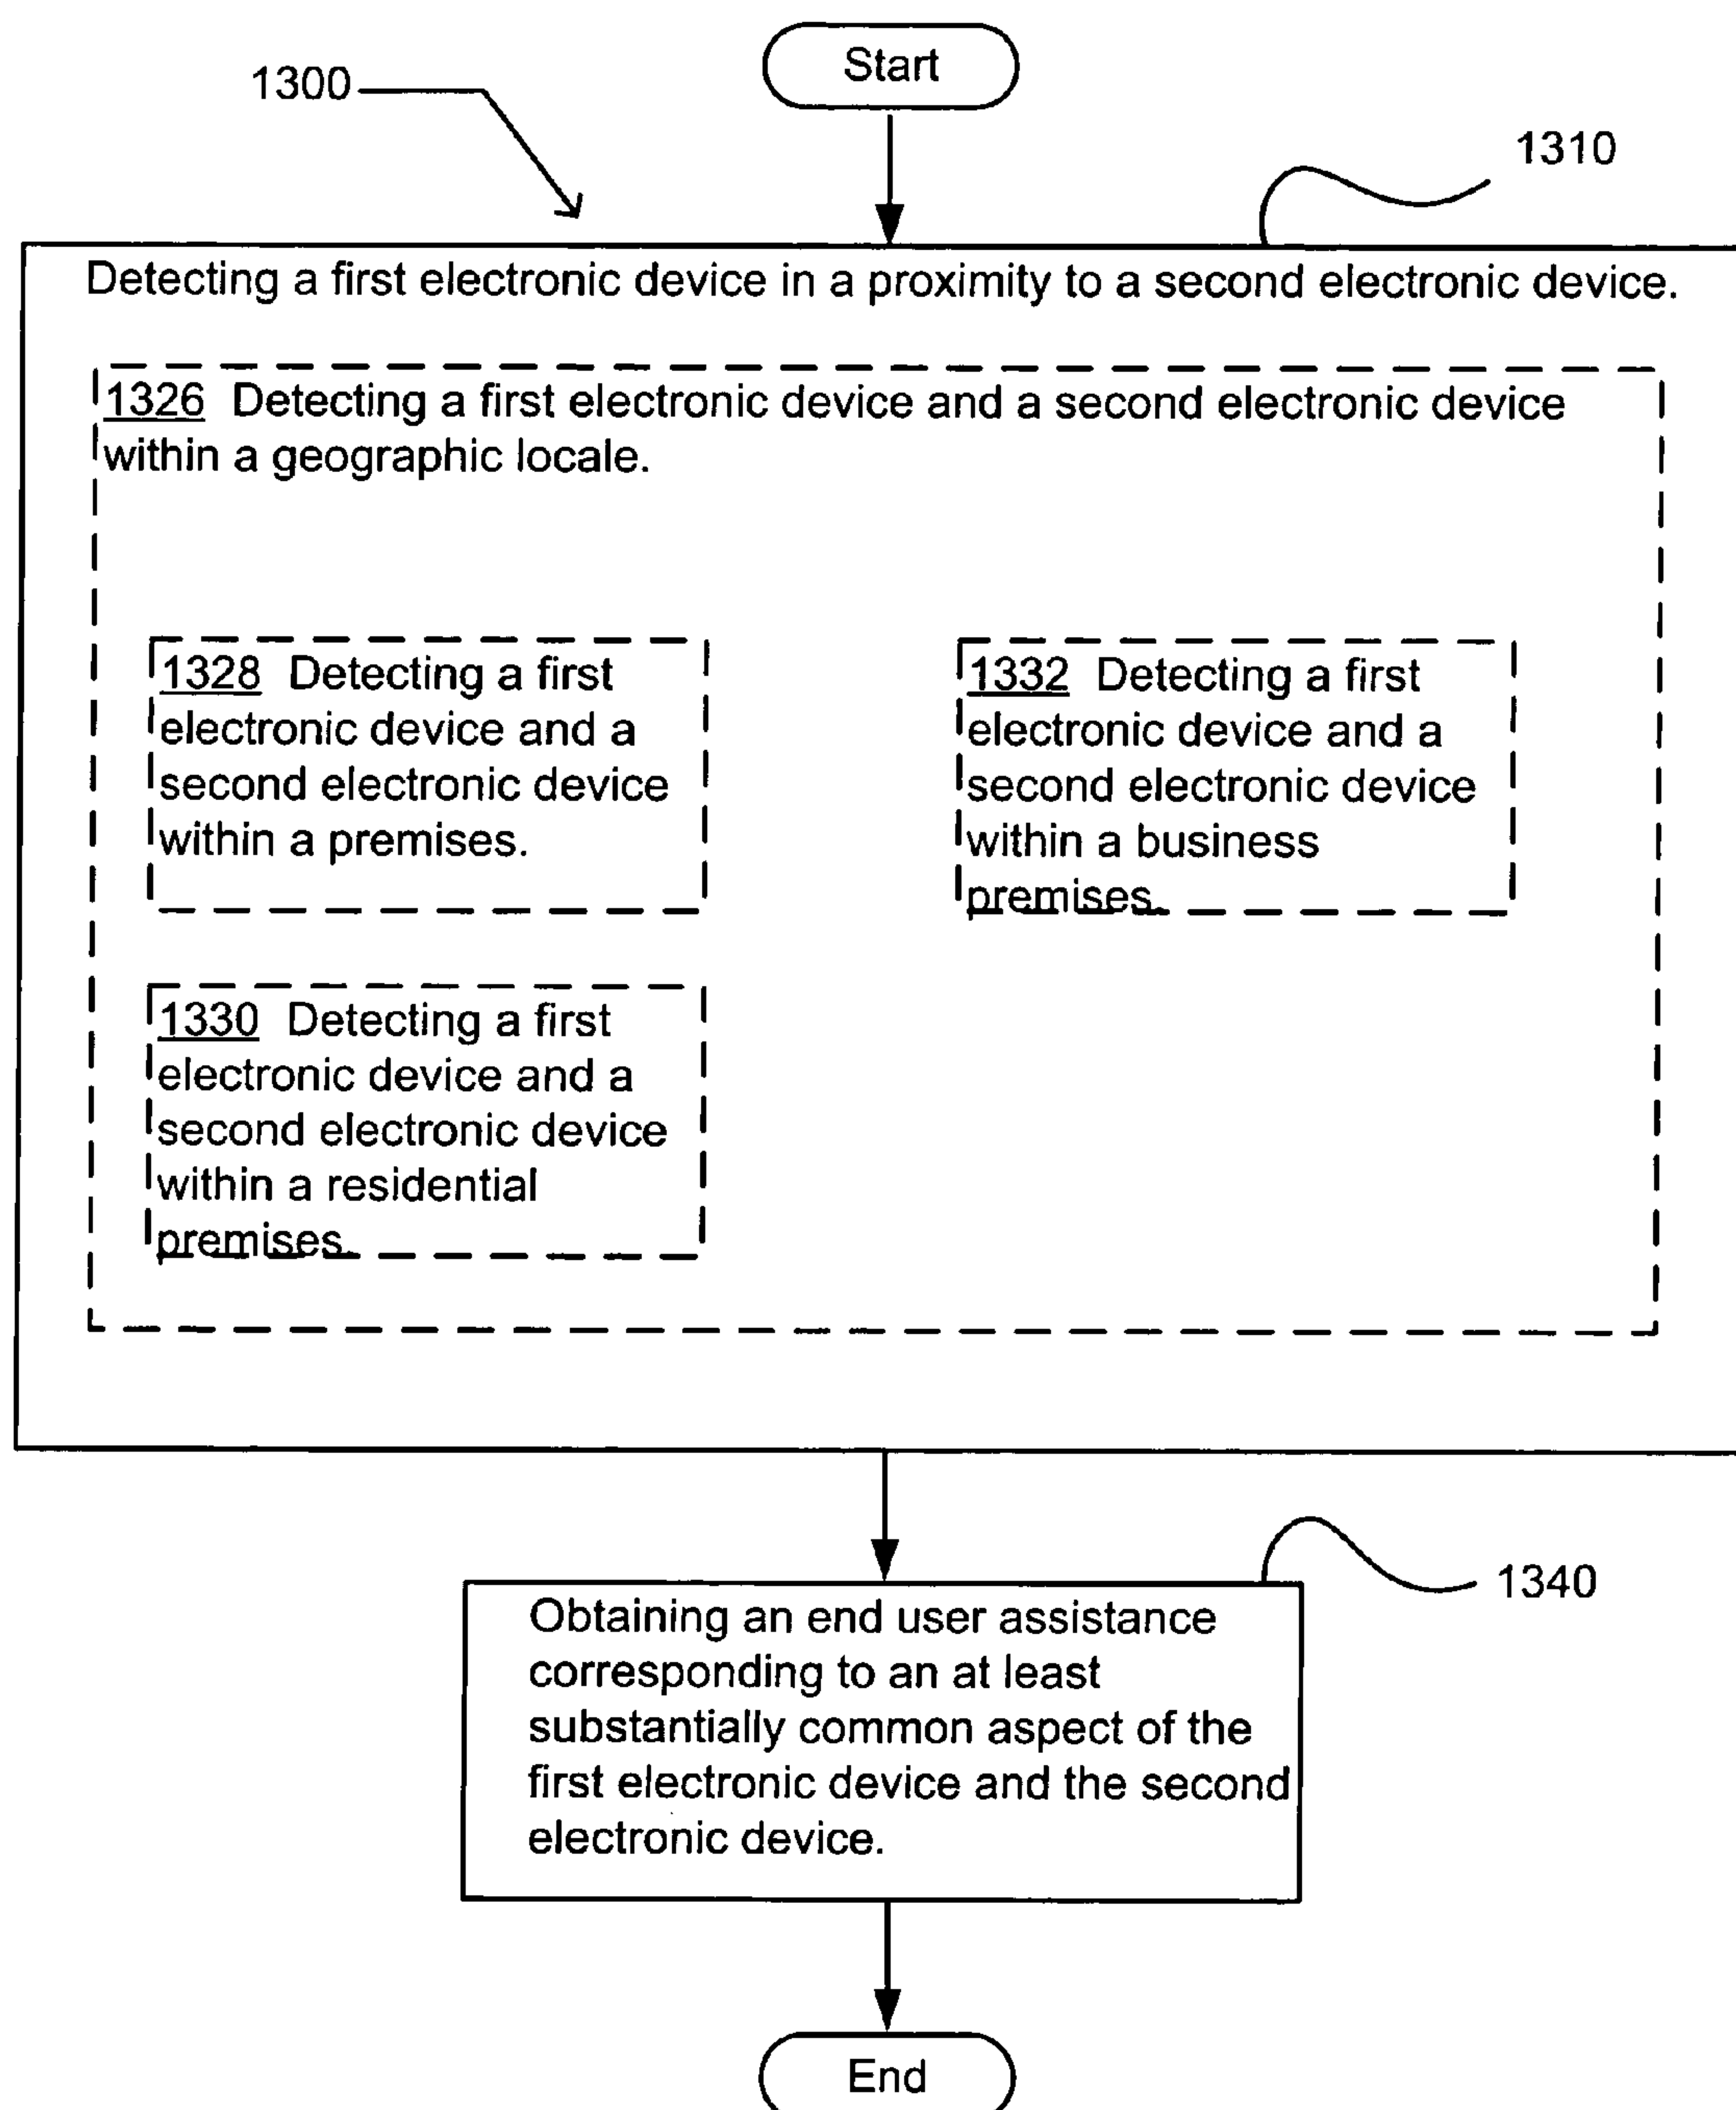 Start
1300
1310
Detecting a first electronic device in a proximity to a second electronic device.
1326 Detecting a first electronic device and a second electronic device
within a geographic locale.
1328 Detecting a first
electronic device and a
second electronic device
within a premises.
1332 Detecting a first
electronic device and a
second electronic device
within a business
premises.
1330 Detecting a first
electronic device and a
second electronic device
within a residential
premises.
1340
Obtaining an end user assistance
corresponding to an at least
substantially common aspect of the
first electronic device and the second
electronic device.
End